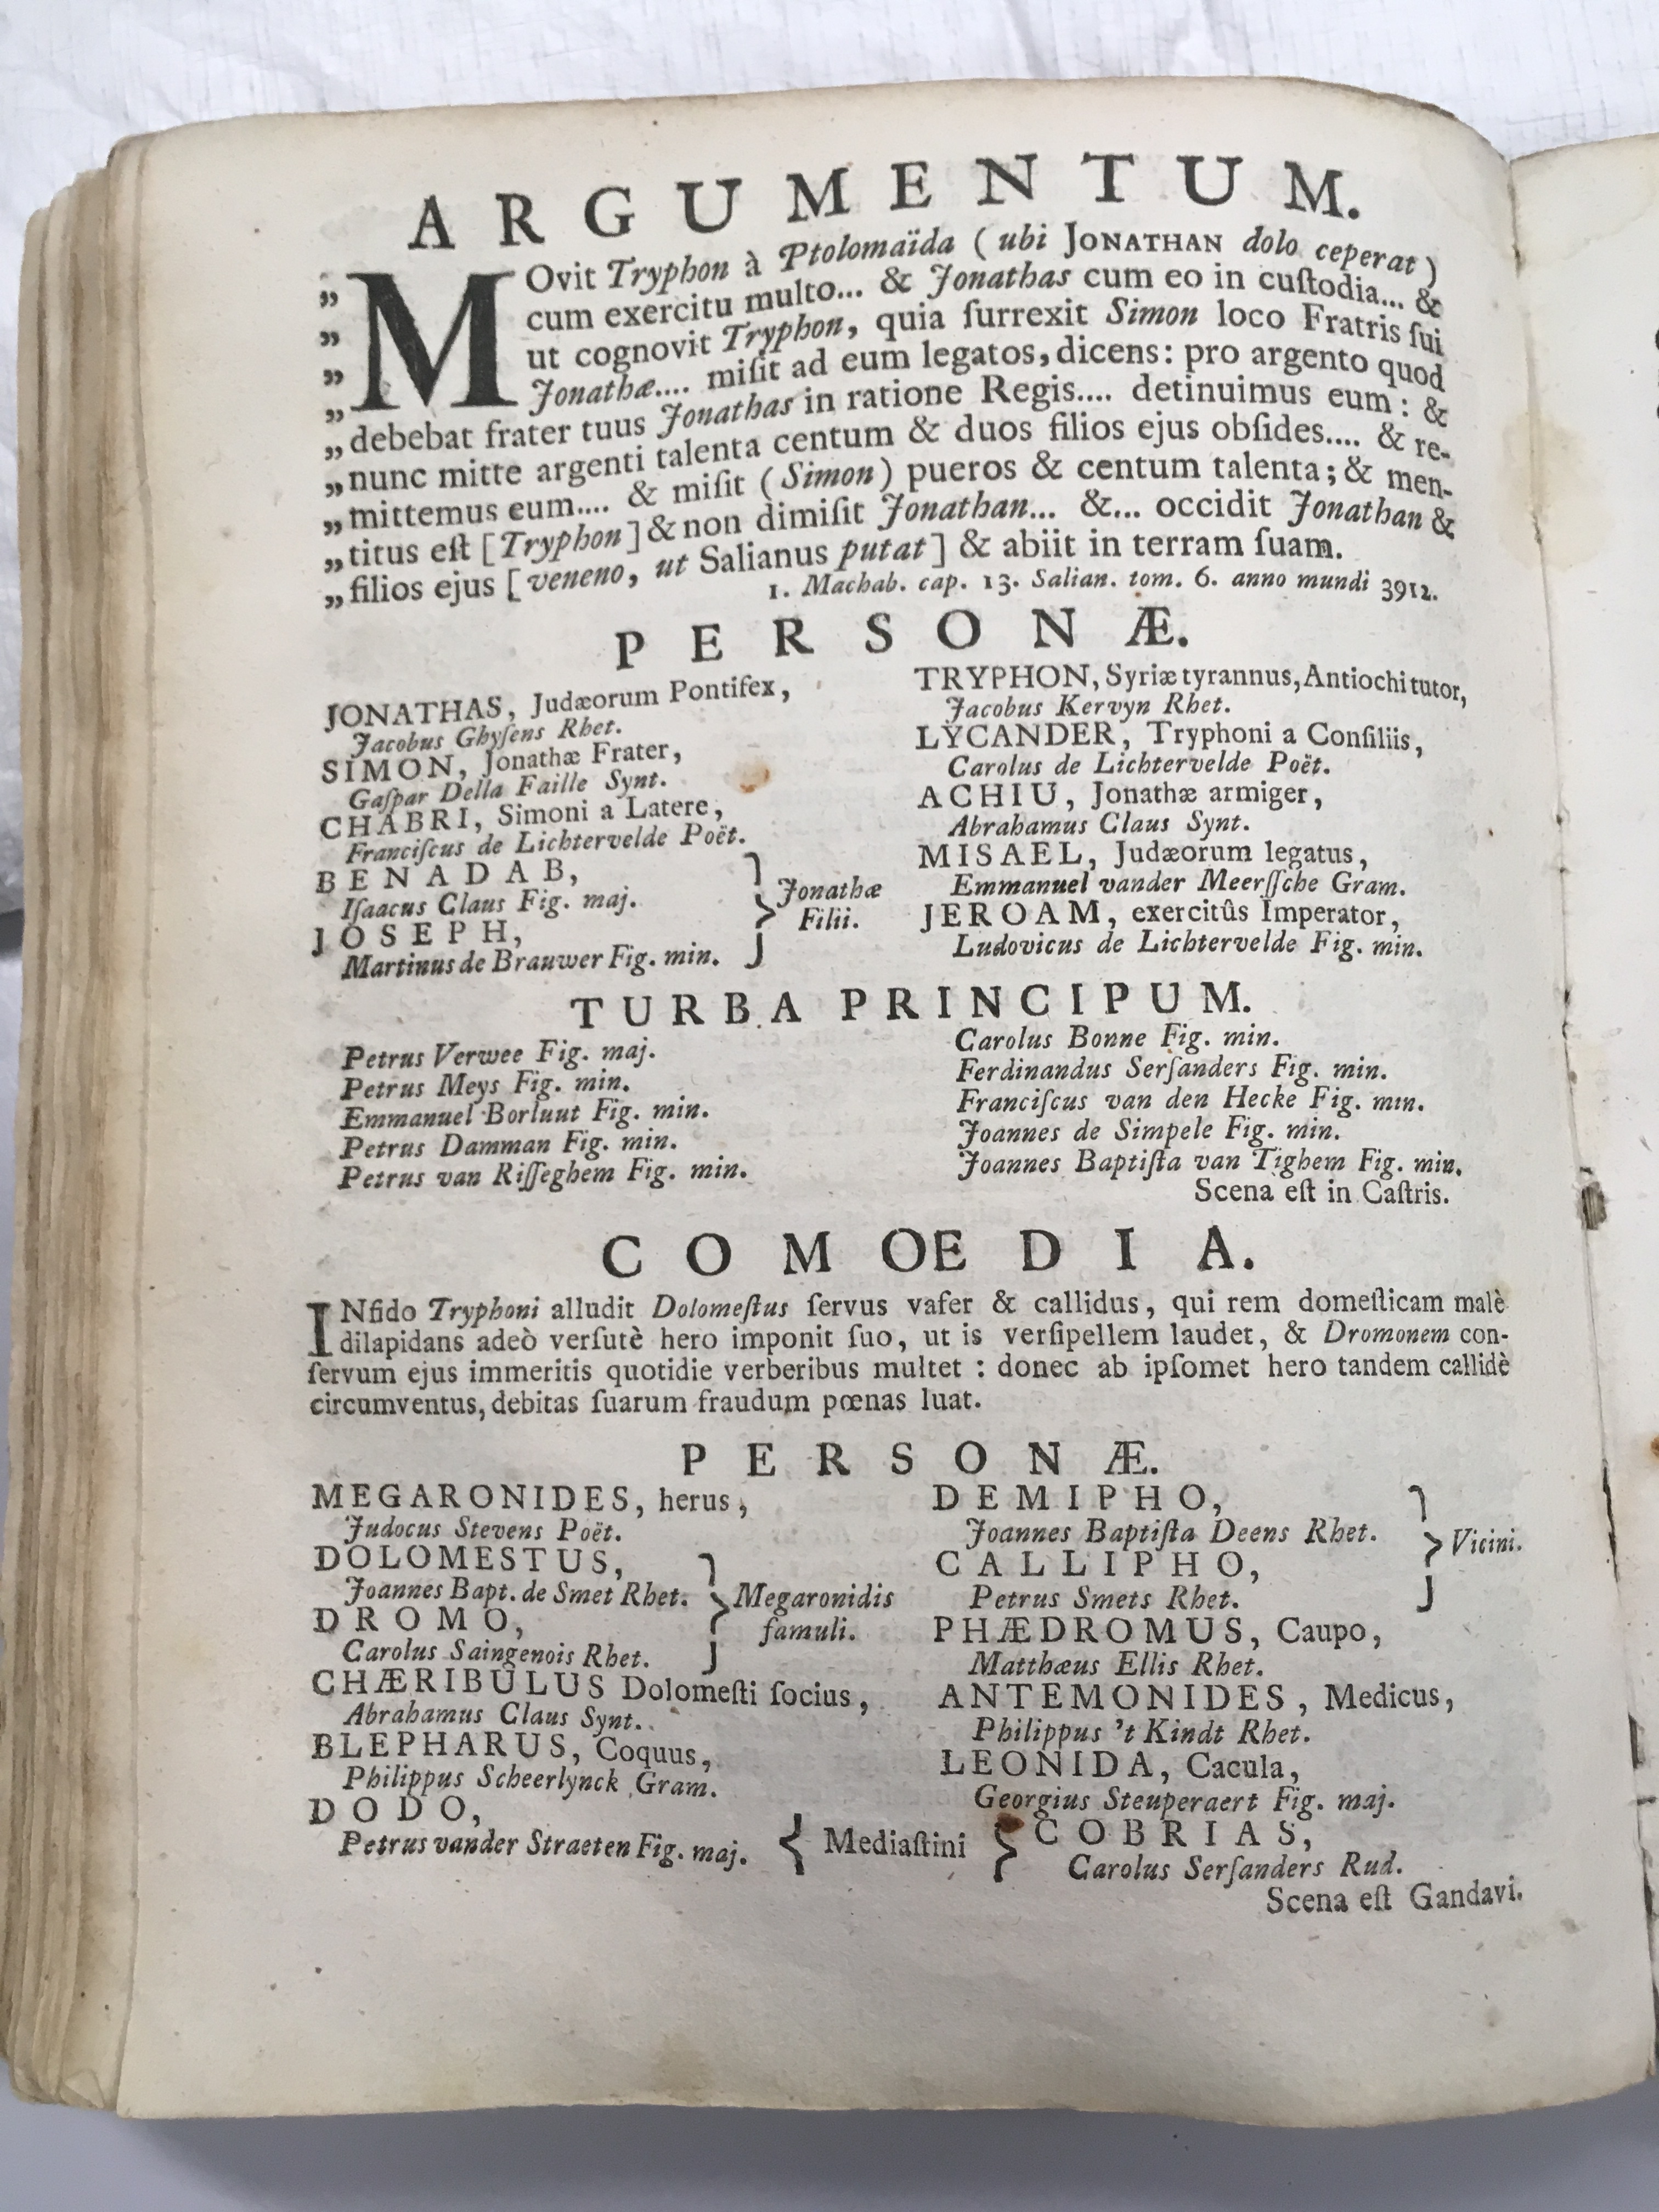 ARGUMENTUM.
„ MOvit Tryphon à Ptolomaïda ( ubi JONATHAN dolo ceperat )
„ cum exercitu multo... & Jonathas cum eo in cuſtodia... &
„ ut cognovit Tryphon, quia ſurrexit Simon loco Fratris ſui
„ Jonathæ.... miſit ad eum legatos, dicens: pro argento quod
„ debebat frater tuus Jonathas in ratione Regis.... detinuimus eum: &
„ nunc mitte argenti talenta centum & duos filios ejus obſides.... & re-
„ mittemus eum.... & miſit ( Simon ) pueros & centum talenta; & men-
„ titus eſt [ Tryphon ] & non dimiſit Jonathan... &... occidit Jonathan &
„ filios ejus [ veneno, ut Salianus putat ] & abiit in terram ſuam.
1. Machab. cap. 13. Salian. tom. 6. anno mundi 3912.
PERSONÆ.
JONATHAS, Judæorum Pontifex,
Jacobus Ghyſens Rhet.
SIMON, Jonathæ Frater,
Gaſpar Della Faille Synt.
CHABRI, Simoni a Latere,
Franciſcus de Lichtervelde Poët.
BENADAB,
Iſaacus Claus Fig. maj.
JOSEPH,
Martinus de Brauwer Fig. min.
Jonathæ
Filii.
TRYPHON, Syriæ tyrannus, Antiochi tutor,
Jacobus Kervyn Rhet.
LYCANDER, Tryphoni a Conſiliis,
Carolus de Lichtervelde Poët.
ACHIU, Jonathæ armiger,
Abrahamus Claus Synt.
MISAEL, Judæorum legatus,
Emmanuel vander Meerſſche Gram.
JEROAM, exercitûs Imperator,
Ludovicus de Lichtervelde Fig. min.
TURBA PRINCIPUM.
Petrus Verwee Fig. maj.
Petrus Meys Fig. min.
Emmanuel Borluut Fig. min.
Petrus Damman Fig. min.
Petrus van Riſſeghem Fig. min.
Carolus Bonne Fig. min.
Ferdinandus Serſanders Fig. min.
Franciſcus van den Hecke Fig. min.
Joannes de Simpele Fig. min.
Joannes Baptiſta van Tighem Fig. min.
Scena eſt in Caſtris.
COMOEDIA.
INfido Tryphoni alludit Dolomeſtus ſervus vafer & callidus, qui rem domeſticam malè
dilapidans adeò verſutè hero imponit ſuo, ut is verſipellem laudet, & Dromonem con-
ſervum ejus immeritis quotidie verberibus multet : donec ab ipſomet hero tandem callidè
circumventus, debitas ſuarum fraudum pœnas luat.
PERSONÆ.
MEGARONIDES, herus,
Judocus Stevens Poët.
DOLOMESTUS,
Joannes Bapt. de Smet Rhet.
DROMO,
Carolus Saingenois Rhet.
Megaronidis
famuli.
CHÆRIBULUS Dolomeſti ſocius,
Abrahamus Claus Synt.
BLEPHARUS, Coquus,
Philippus Scheerlynck Gram.
DODO,
Petrus vander Straeten Fig. maj.
Mediaſtini
DEMIPHO,
Joannes Baptiſta Deens Rhet.
CALLIPHO,
Petrus Smets Rhet.
Vicini.
PHÆDROMUS, Caupo,
Matthæus Ellis Rhet.
ANTEMONIDES, Medicus,
Philippus 't Kindt Rhet.
LEONIDA, Cacula,
Georgius Steuperaert Fig. maj.
COBRIAS,
Carolus Serſanders Rud.
Scena eſt Gandavi.